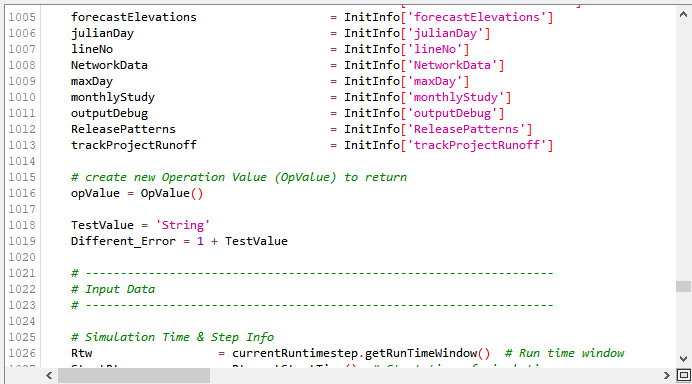 1005 forecastElevations = InitInfo['forecastElevations']
1006 julianDay = InitInfo['julianDay']
1007 lineNo = InitInfo['lineNo']
1008 NetworkData = InitInfo['NetworkData']
1009 maxDay = InitInfo['maxDay']
1010 monthlyStudy = InitInfo['monthlyStudy']
1011 outputDebug = InitInfo['outputDebug']
1012 ReleasePatterns = InitInfo['ReleasePatterns']
1013 trackProjectRunoff = InitInfo['trackProjectRunoff']
1014
1015 # create new Operation Value (OpValue) to return
1016 opValue = OpValue()
1017
1018 TestValue = 'String'
1019 Different_Error = 1 + TestValue
1020
1021 # -----------------------------------------------------------------
1022 # Input Data
1023 # -----------------------------------------------------------------
1024
1025 # Simulation Time & Step Info
1026 Rtw = currentRuntimestep.getRunTimeWindow() # Run time window